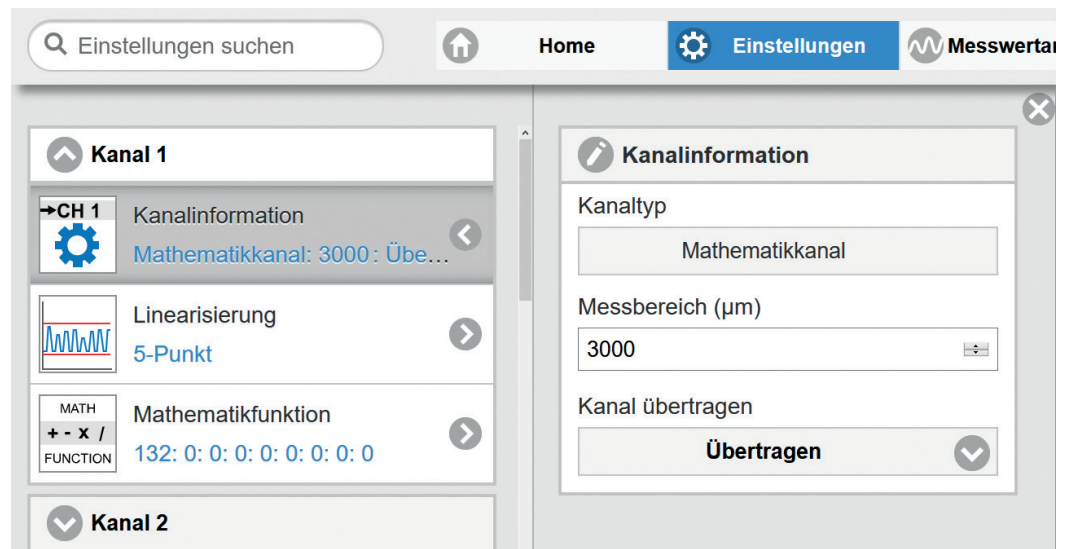 Einstellungen suchen
Home
Einstellungen
Messwertar
Kanal 1
→CH 1
Kanalinformation
Mathematikkanal: 3000 : Übe...
Linearisierung
5-Punkt
MATH
+ - x /
FUNCTION
Mathematikfunktion
132: 0: 0: 0: 0: 0: 0: 0: 0
Kanal 2
Kanalinformation
Kanaltyp
Mathematikkanal
Messbereich (µm)
3000
Kanal übertragen
Übertragen